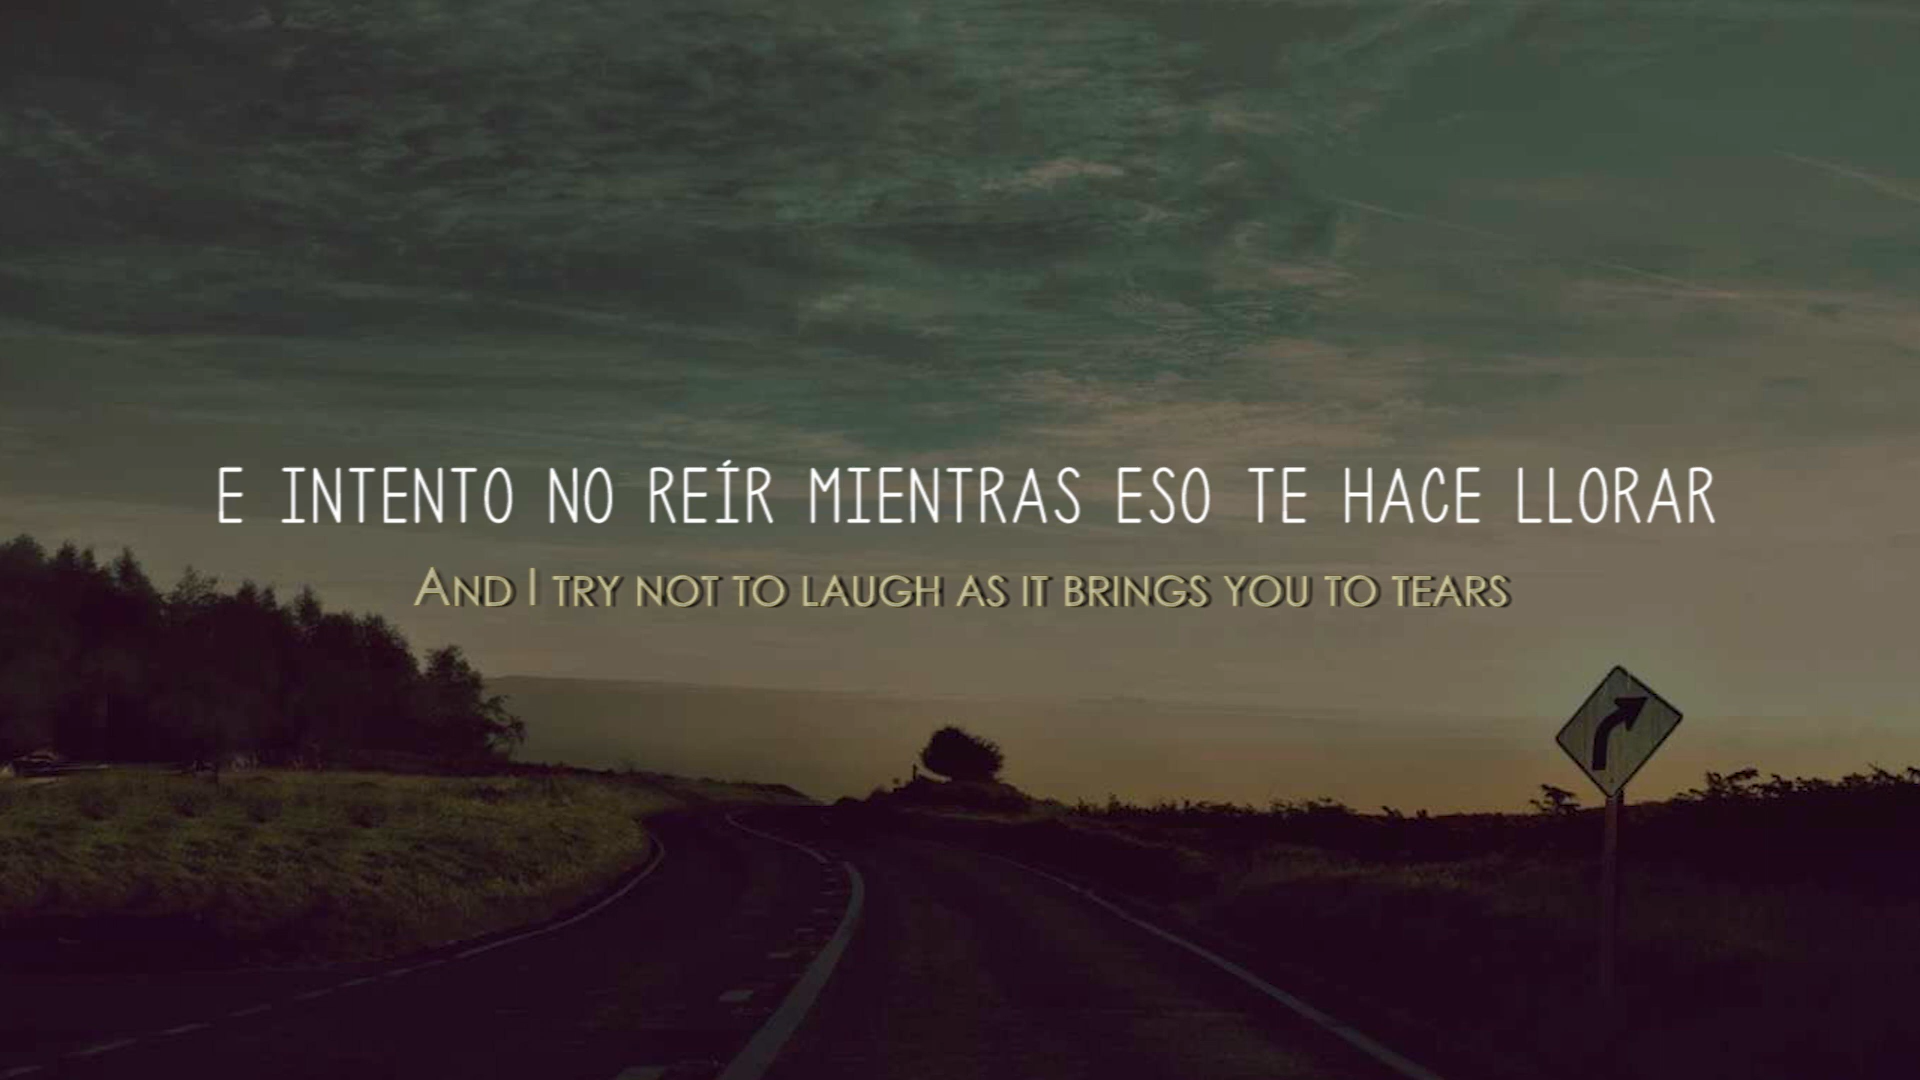 E INTENTO NO REÍR MIENTRAS ESO TE HACE LLORAR
AND I TRY NOT TO LAUGH AS IT BRINGS YOU TO TEARS